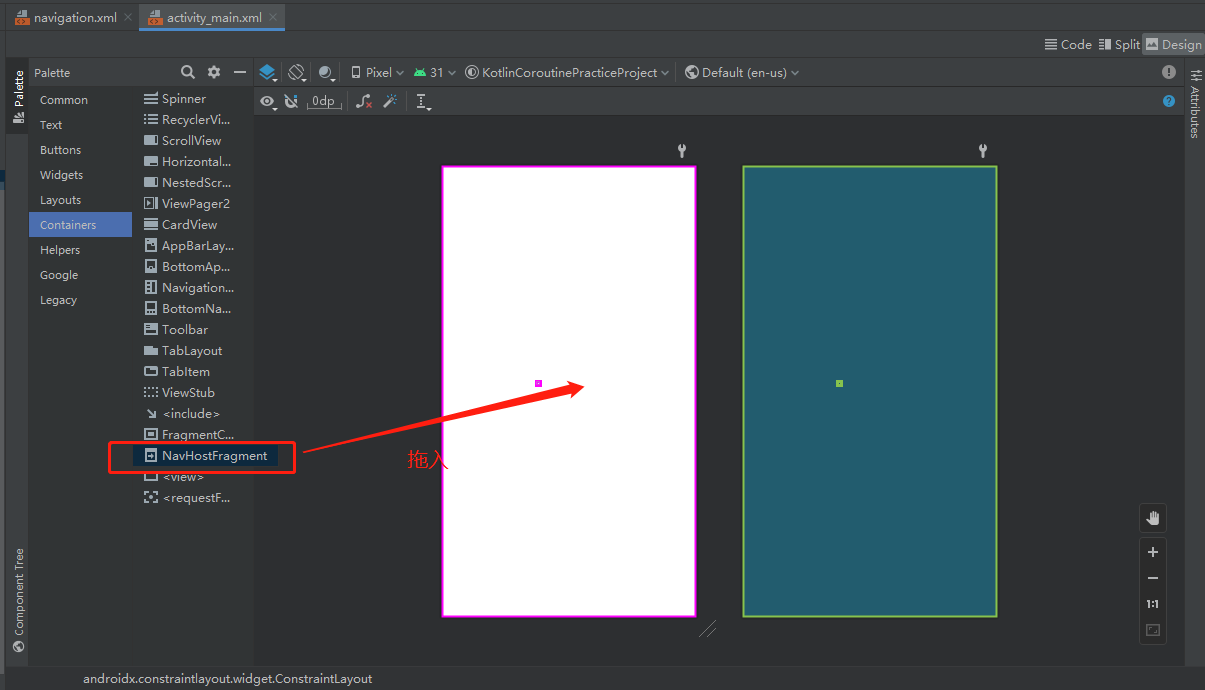 navigation.xml
activity_main.xml
Code
Split
Design
Palette
Pixel
31
KotlinCoroutinePracticeProject
Default (en-us)
0dp
Palette
Component Tree
Attributes
Common
Text
Buttons
Widgets
Layouts
Containers
Helpers
Google
Legacy
Spinner
RecyclerVi...
ScrollView
Horizontal...
NestedScr...
ViewPager2
CardView
AppBarLay...
BottomAp...
Navigation...
BottomNa...
Toolbar
TabLayout
TabItem
ViewStub
<include>
FragmentC...
NavHostFragment
<view>
<requestF...
拖入
1:1
androidx.constraintlayout.widget.ConstraintLayout